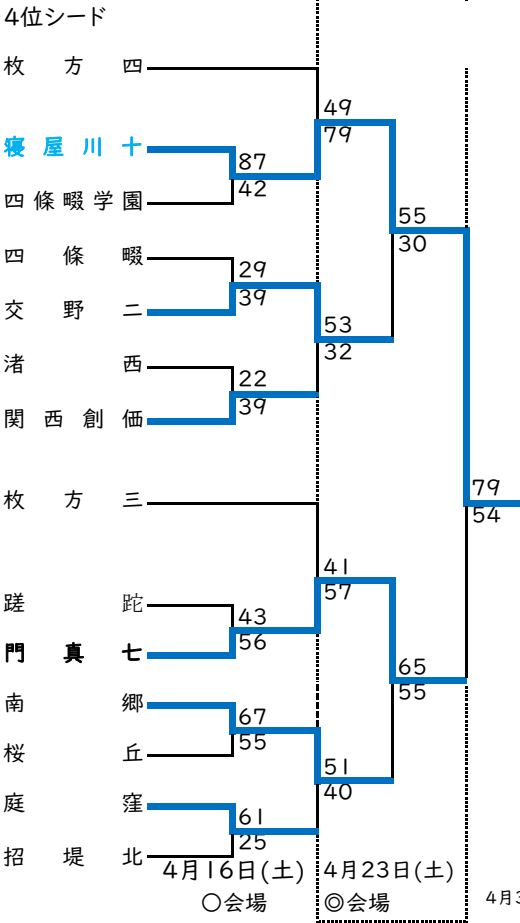 4位シード
枚方四
49
79
寝屋川十
87
42
四條畷学園
55
30
四條畷
29
39
交野二
53
32
渚西
22
39
関西創価
79
54
枚方三
41
57
蹉跎
43
56
門真七
65
55
南郷
67
55
桜丘
51
40
庭窪
61
25
招堤北
4月16日(土) 4月23日(土)
○会場 ◎会場 4月3